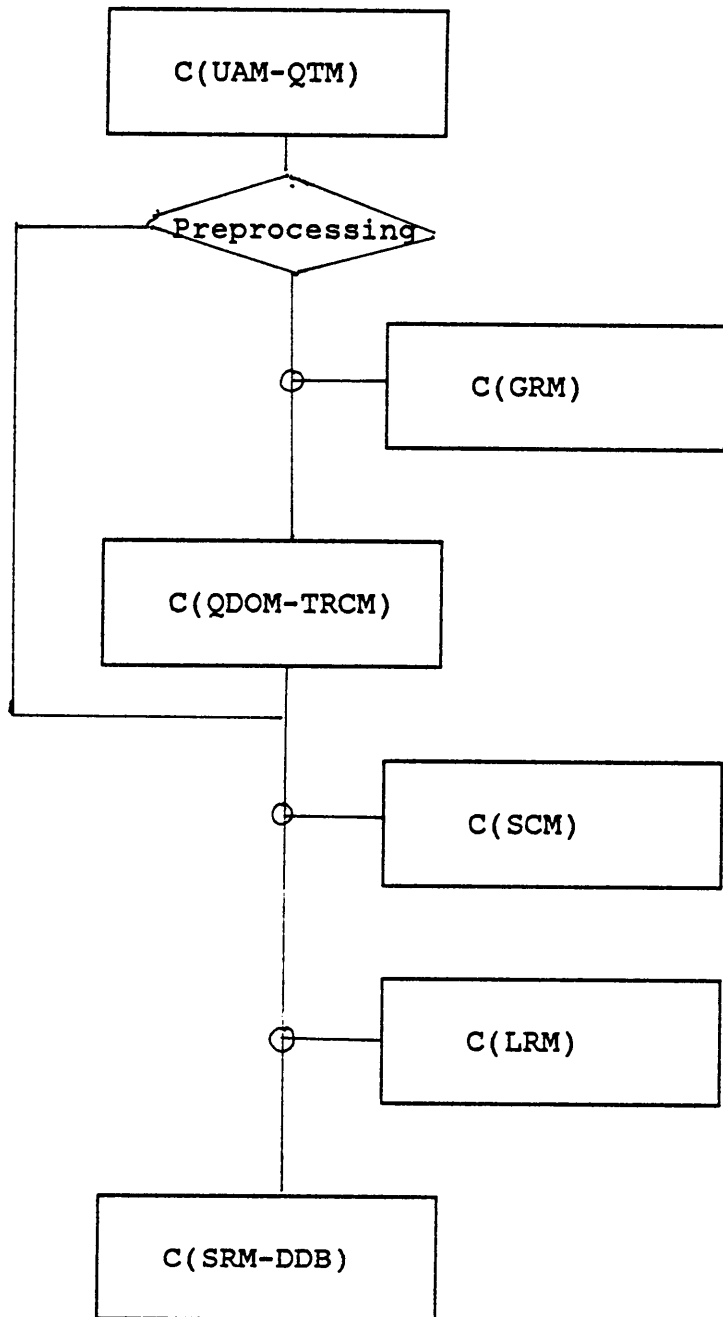 C(UAM-QTM)
Preprocessing
C(GRM)
C(QDOM-TRCM)
C(SCM)
C(LRM)
C(SRM-DDB)